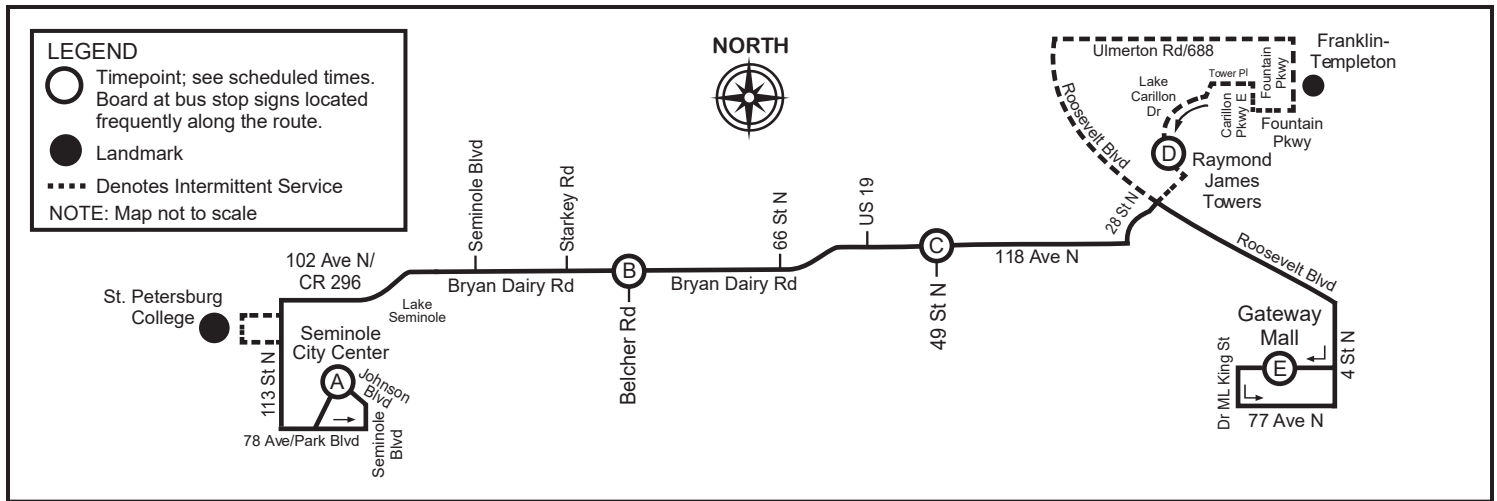 LEGEND
Timepoint; see scheduled times.
Board at bus stop signs located
frequently along the route.
Landmark
Denotes Intermittent Service
NOTE: Map not to scale
NORTH
Ulmerton Rd/688
Fountain
Pkwy
Franklin-
Templeton
Tower Pl
Lake
Carillon
Dr
Carillon
Pkwy E
Fountain
Pkwy
Roosevelt Blvd
D
Raymond
James
Towers
28 St N
Seminole Blvd
Starkey Rd
66 St N
US 19
C
118 Ave N
Roosevelt Blvd
102 Ave N/
CR 296
B
Bryan Dairy Rd
Bryan Dairy Rd
Lake
Seminole
St. Petersburg
College
49 St N
Belcher Rd
Seminole
City Center
A
Johnson
Blvd
113 St N
78 Ave/Park Blvd
Seminole
Blvd
Gateway
Mall
E
4 St N
Dr ML King St
77 Ave N